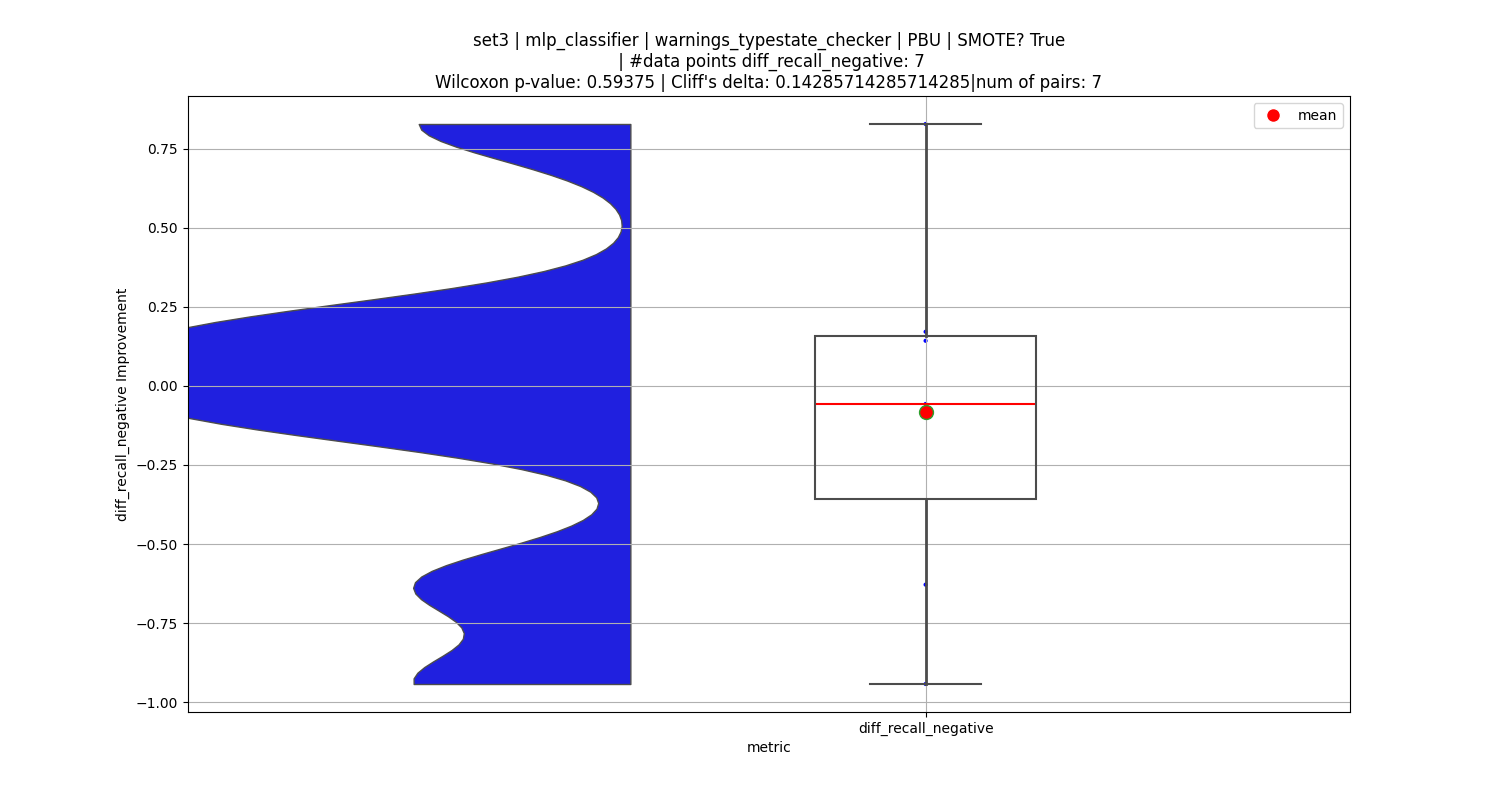 set3 | mlp_classifier | warnings_typestate_checker | PBU | SMOTE? True
| #data points diff_recall_negative: 7
Wilcoxon p-value: 0.59375 | Cliff's delta: 0.14285714285714285|num of pairs: 7
mean
0.75
0.50
0.25
0.00
−0.25
−0.50
−0.75
−1.00
diff_recall_negative Improvement
diff_recall_negative
metric